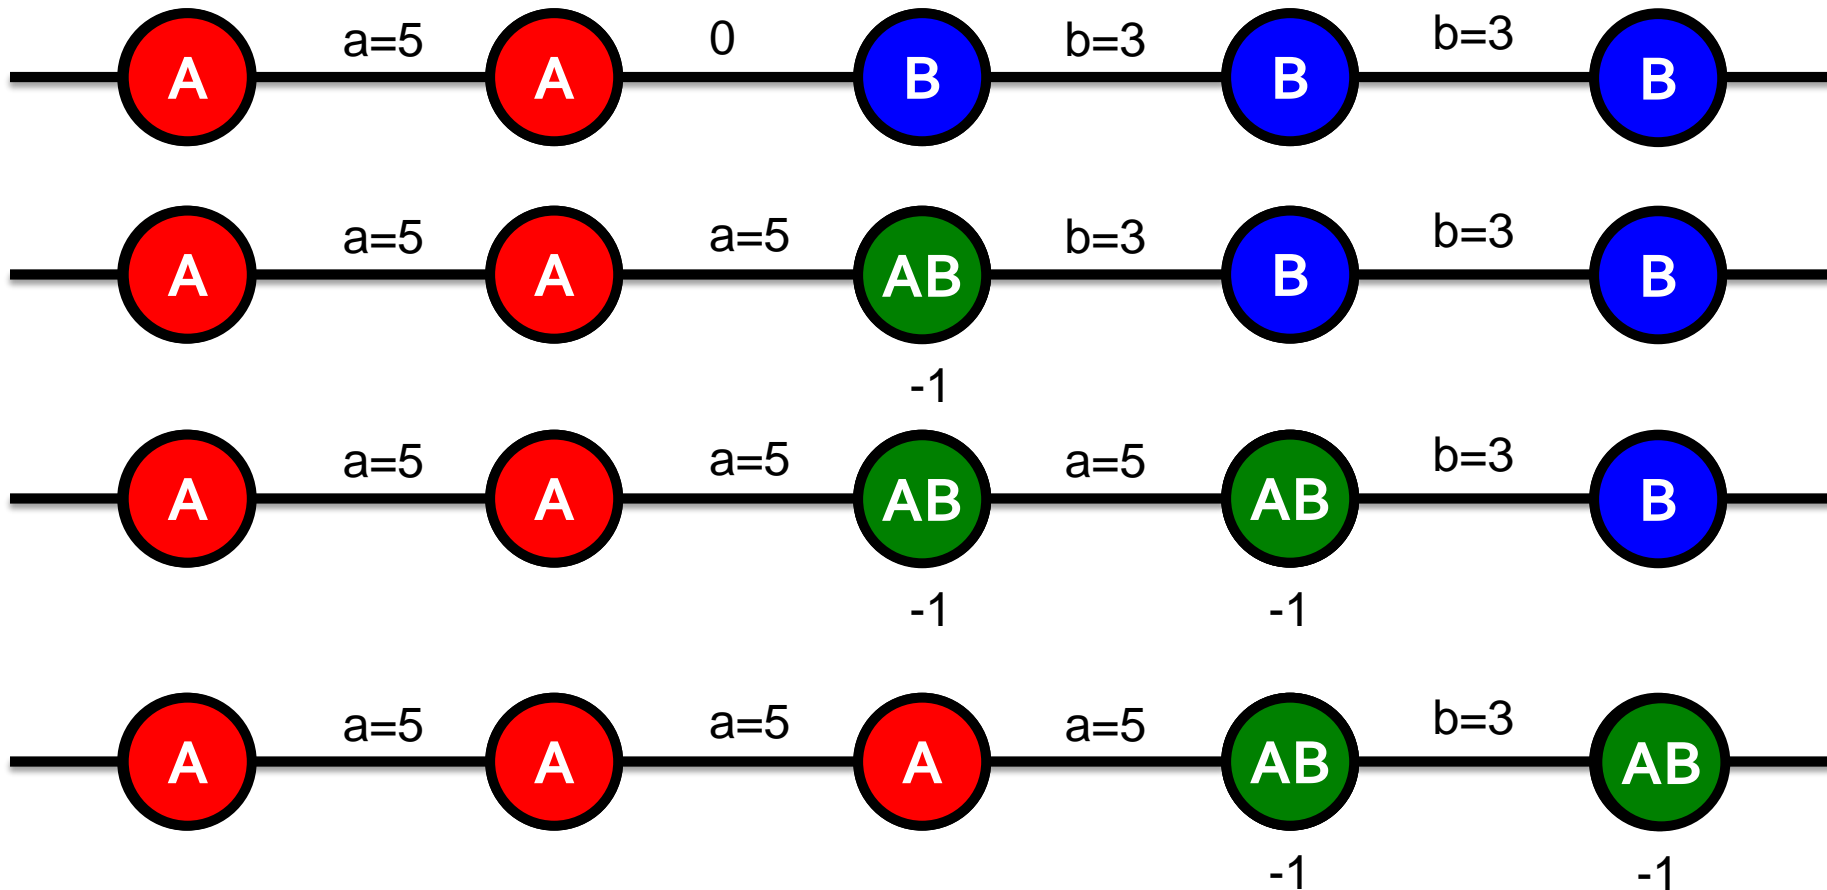 a=5 0 b=3 b=3
A A B B B
a=5 a=5 b=3 b=3
A A AB B B
-1
a=5 a=5 a=5 b=3
A A AB AB B
-1 -1
a=5 a=5 a=5 b=3
A A A AB AB
-1 -1